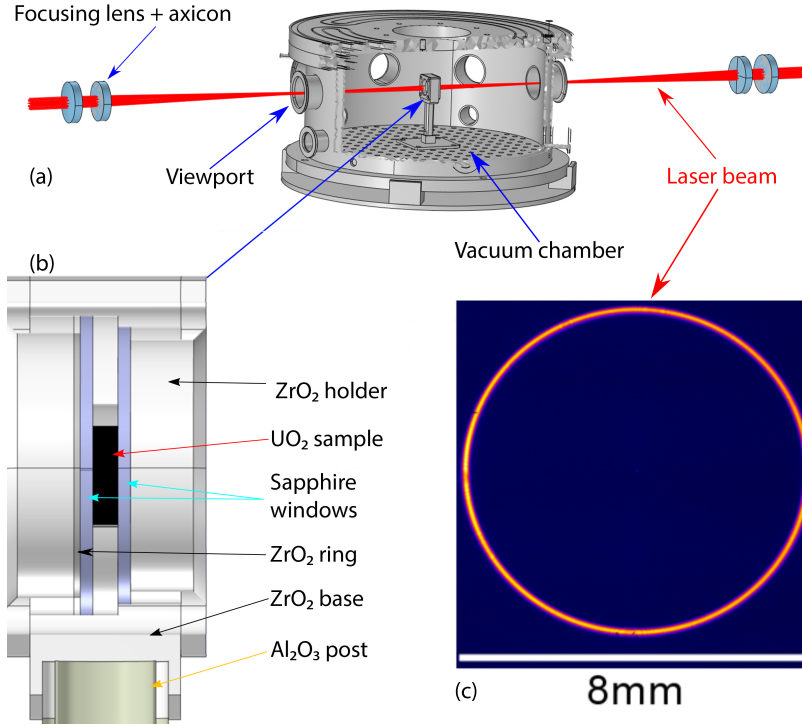 Focusing lens + axicon
(a)
Viewport
Laser beam
Vacuum chamber
(b)
ZrO₂ holder
UO₂ sample
Sapphire
windows
ZrO₂ ring
ZrO₂ base
Al₂O₃ post
(c)
8mm